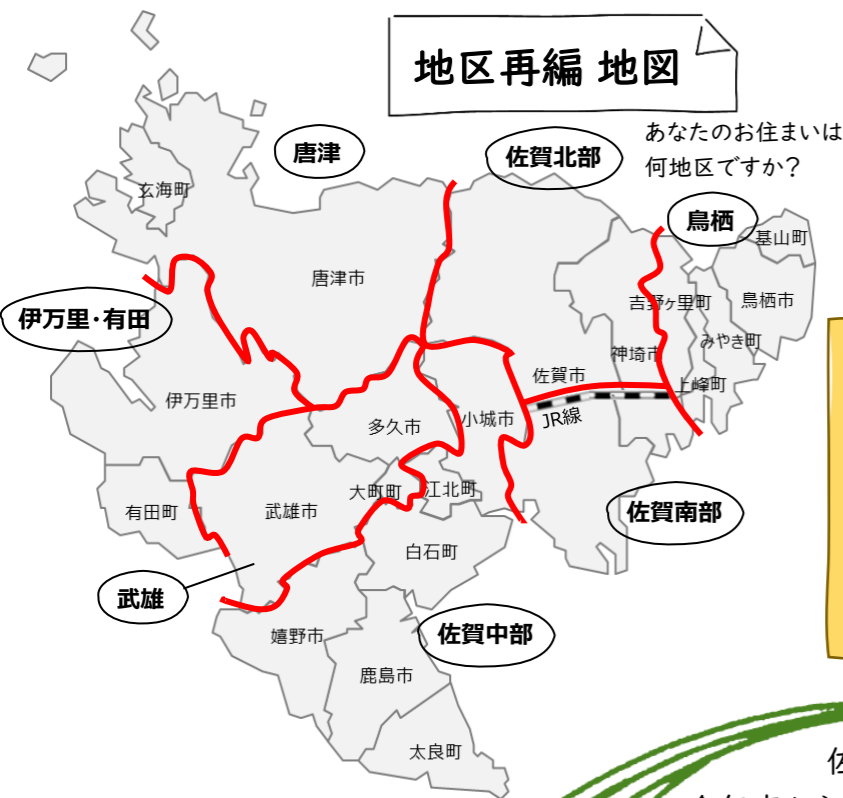 地区再編 地図
あなたのお住まいは
何地区ですか?
唐津
佐賀北部
鳥栖
玄海町
基山町
唐津市
吉野ヶ里町
鳥栖市
伊万里・有田
みやき町
神埼市
佐賀市
上峰町
伊万里市
小城市
JR線
多久市
大町町
江北町
有田町
武雄市
佐賀南部
白石町
武雄
嬉野市
佐賀中部
鹿島市
太良町
佐